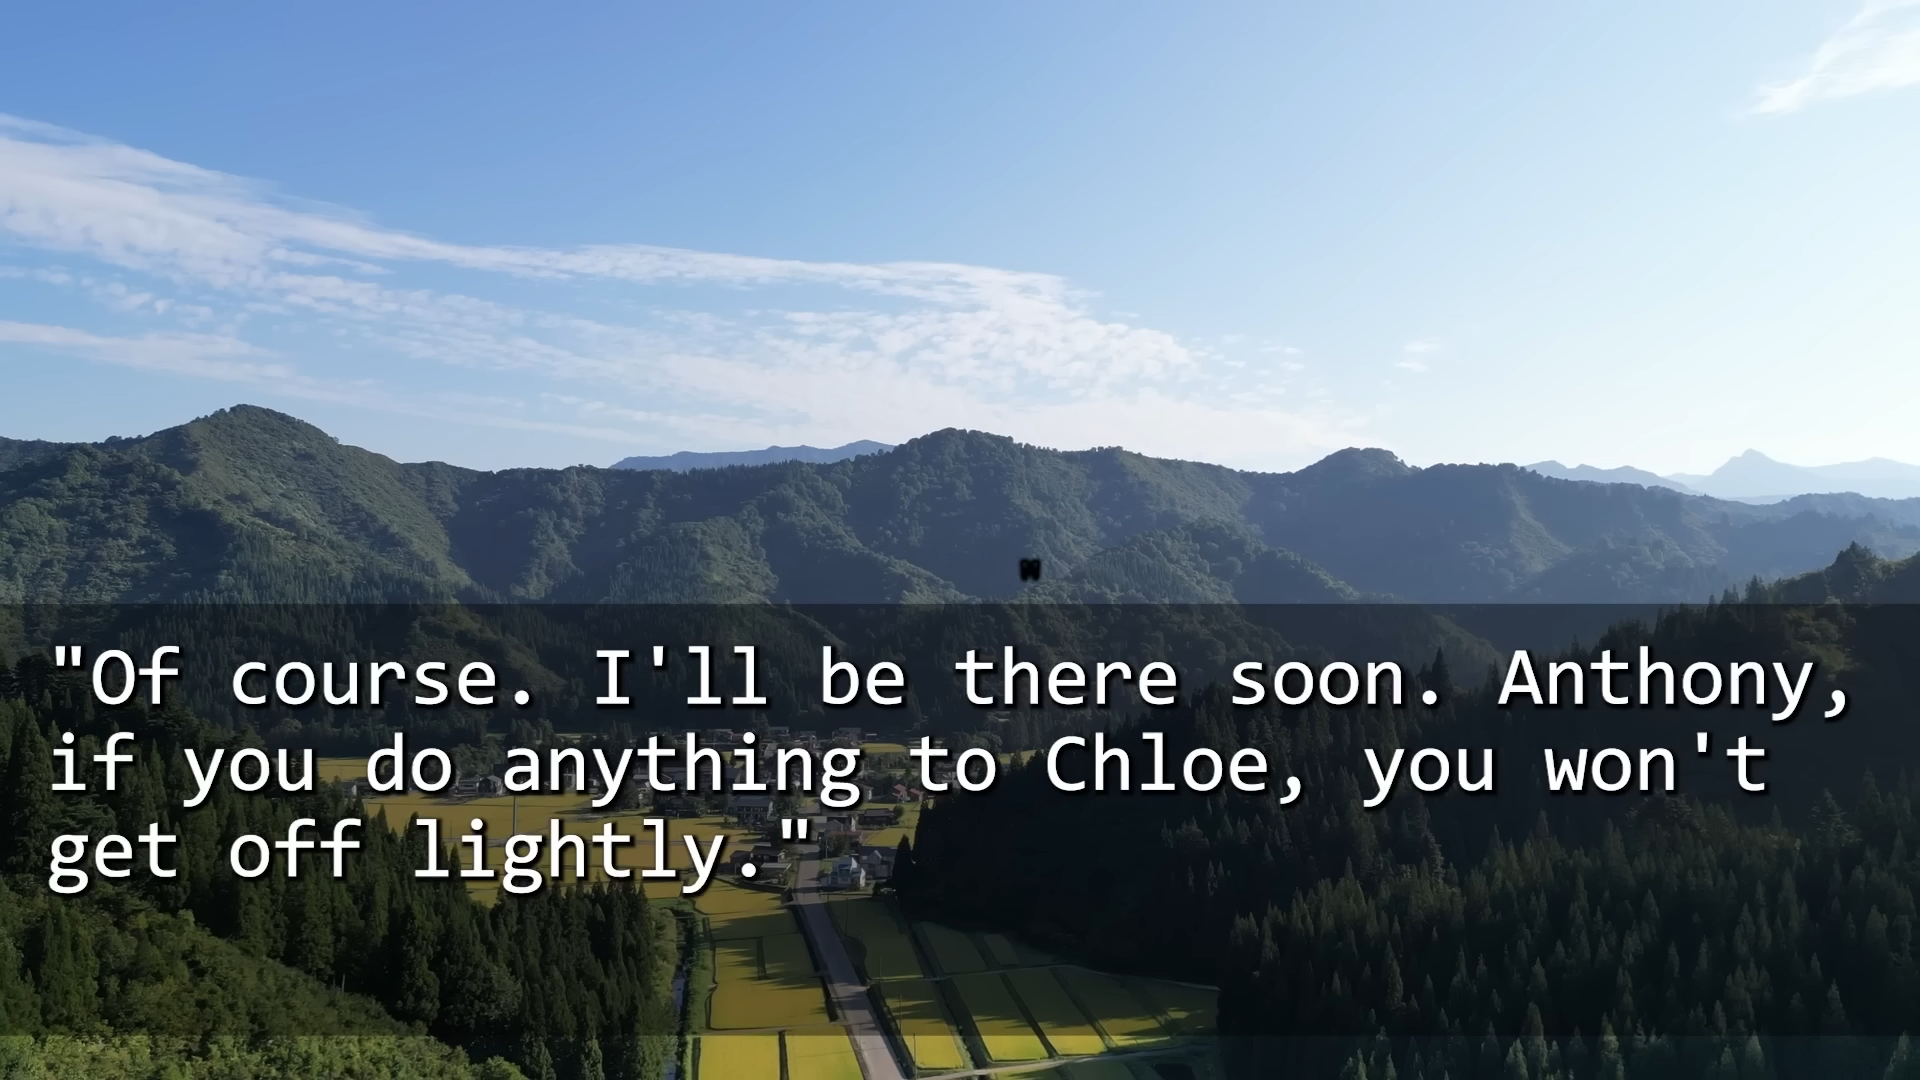 "Of course. I'll be there soon. Anthony,
if you do anything to Chloe, you won't
get off lightly."